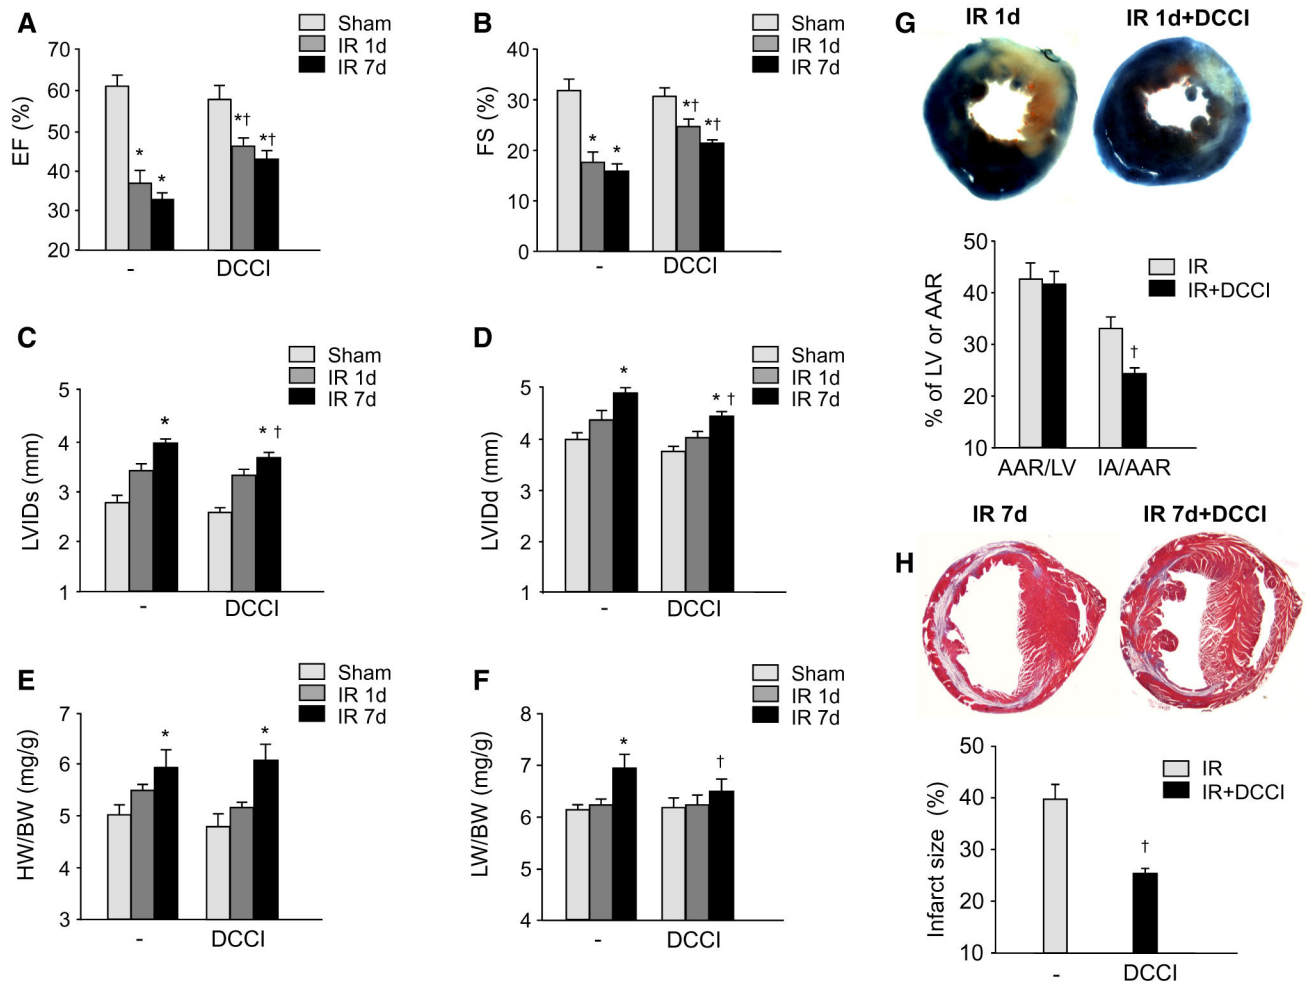 A
Sham
IR 1d
IR 7d
EF (%)
70
60
50
40
30
20
*
*
*†
*†
-
DCCI
B
Sham
IR 1d
IR 7d
FS (%)
40
30
20
10
0
*
*
*†
*†
-
DCCI
C
Sham
IR 1d
IR 7d
LVIDs (mm)
5
4
3
2
1
*
* †
-
DCCI
D
Sham
IR 1d
IR 7d
LVIDd (mm)
5
4
3
2
1
*
* †
-
DCCI
E
Sham
IR 1d
IR 7d
HW/BW (mg/g)
7
6
5
4
3
*
*
-
DCCI
F
Sham
IR 1d
IR 7d
LW/BW (mg/g)
8
7
6
5
4
*
†
-
DCCI
G
IR 1d
IR 1d+DCCI
% of LV or AAR
50
40
30
20
10
IR
IR+DCCI
†
AAR/LV
IA/AAR
H
IR 7d
IR 7d+DCCI
Infarct size (%)
50
40
30
20
10
IR
IR+DCCI
†
-
DCCI